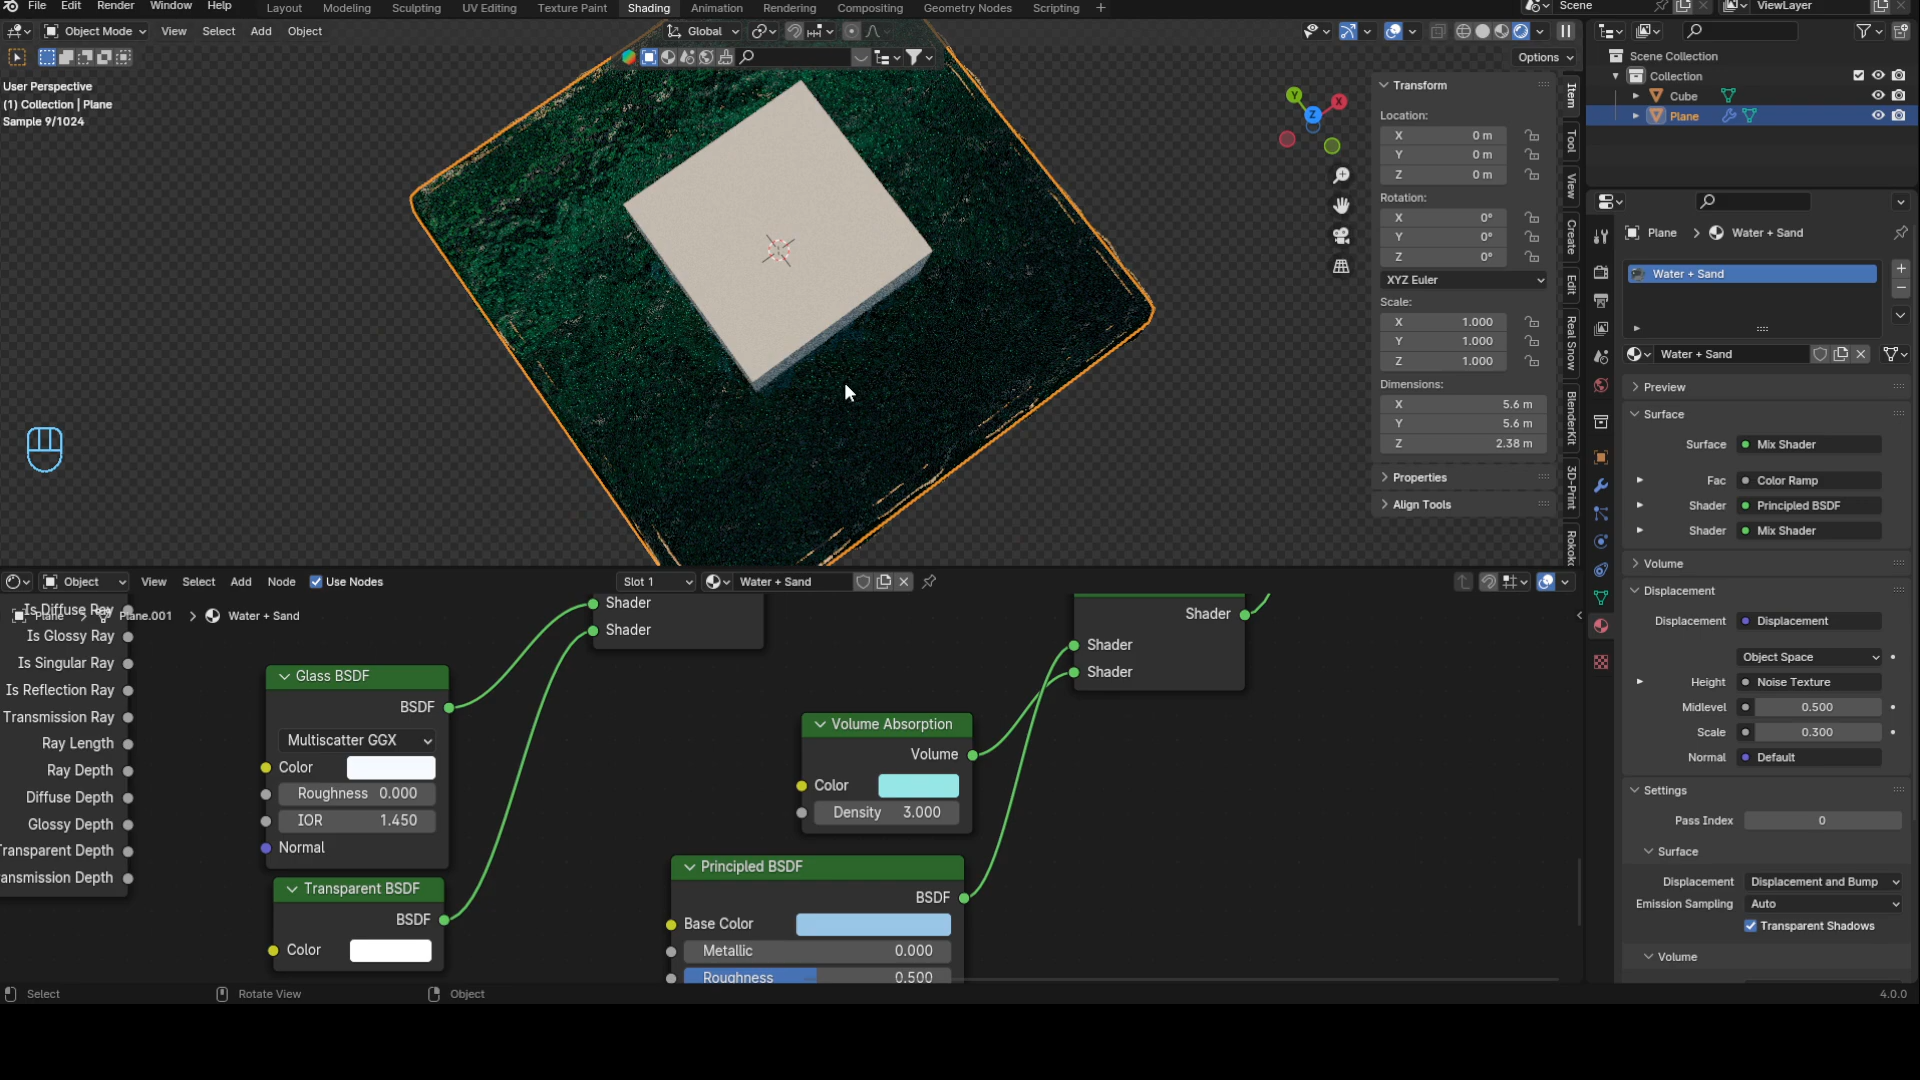 File Edit Render Window Help Layout Modeling Sculpting UV Editing Texture Paint Shading Animation Rendering Compositing Geometry Nodes Scripting + Scene ViewLayer
Object Mode View Select Add Object Global
Options
User Perspective
(1) Collection | Plane
Sample 9/1024
Y X Z
Transform
Location:
X 0 m
Y 0 m
Z 0 m
Rotation:
X 0°
Y 0°
Z 0°
XYZ Euler
Scale:
X 1.000
Y 1.000
Z 1.000
Dimensions:
X 5.6 m
Y 5.6 m
Z 2.38 m
Properties
Align Tools
Item
Tool
View
Create
Edit
Real Snow
BlenderKit
3D-Print
Scene Collection
Collection
Cube
Plane
Plane > Water + Sand
Water + Sand
Water + Sand
Preview
Surface
Surface Mix Shader
Fac Color Ramp
Shader Principled BSDF
Shader Mix Shader
Volume
Displacement
Displacement Displacement
Object Space
Height Noise Texture
Midlevel 0.500
Scale 0.300
Normal Default
Settings
Pass Index 0
Surface
Displacement Displacement and Bump
Emission Sampling Auto
Transparent Shadows
Volume
Object View Select Add Node Use Nodes Slot 1 Water + Sand
Plane Plane.001 > Water + Sand
Is Diffuse Ray
Is Glossy Ray
Is Singular Ray
Is Reflection Ray
Transmission Ray
Ray Length
Ray Depth
Diffuse Depth
Glossy Depth
ransparent Depth
ansmission Depth
Glass BSDF
BSDF
Multiscatter GGX
Color
Roughness 0.000
IOR 1.450
Normal
Transparent BSDF
BSDF
Color
Shader
Shader
Volume Absorption
Volume
Color
Density 3.000
Principled BSDF
BSDF
Base Color
Metallic 0.000
Roughness 0.500
Shader
Shader
Shader
Select Rotate View Object 4.0.0